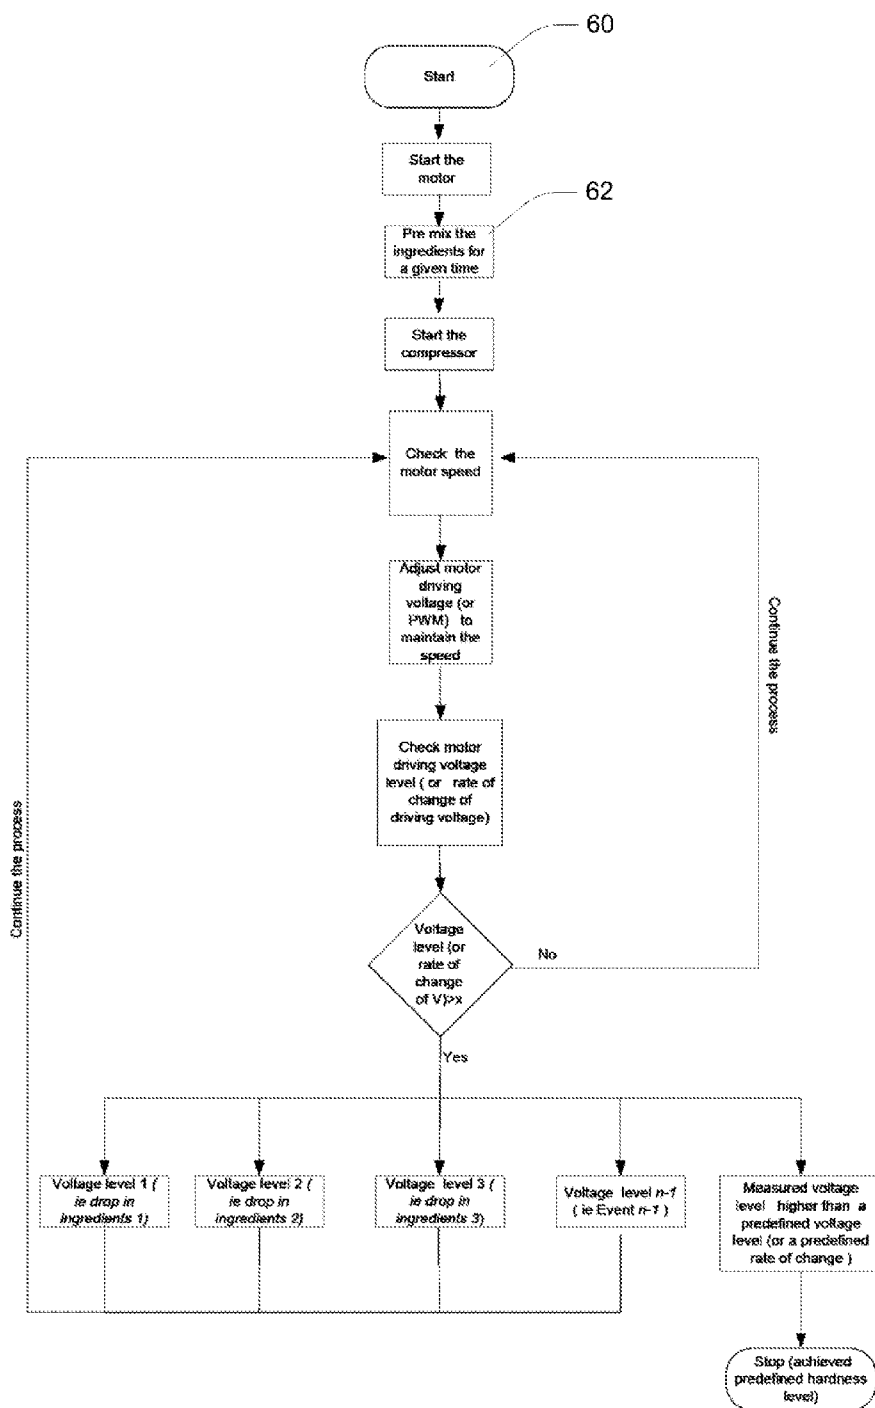 60
Start
Start the
motor
62
Pre mix the
ingredients for
a given time
Start the
compressor
Check the
motor speed
Adjust motor
driving
voltage (or
PWM) to
maintain the
speed
Continue the process
Check motor
driving voltage
level ( or rate of
change of
driving voltage)
Continue the process
Voltage
level (or
rate of
change
of V)>x
No
Yes
Voltage level 1 (
ie drop in
ingredients 1)
Voltage level 2 (
ie drop in
ingredients 2)
Voltage level 3 (
ie drop in
ingredients 3)
Voltage level n-1
( ie Event n-1 )
Measured voltage
level higher than a
predefined voltage
level (or a predefined
rate of change )
Stop (achieved
predefined hardness
level)